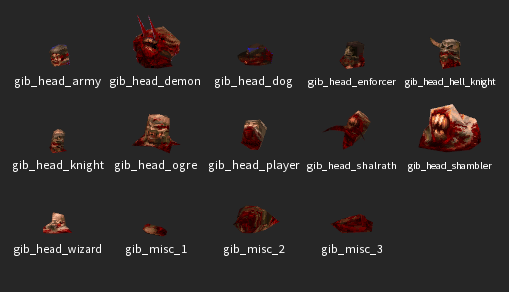 gib_head_army gib_head_demon gib_head_dog gib_head_enforcer gib_head_hell_knight
gib_head_knight gib_head_ogre gib_head_player gib_head_shalrath gib_head_shambler
gib_head_wizard gib_misc_1 gib_misc_2 gib_misc_3